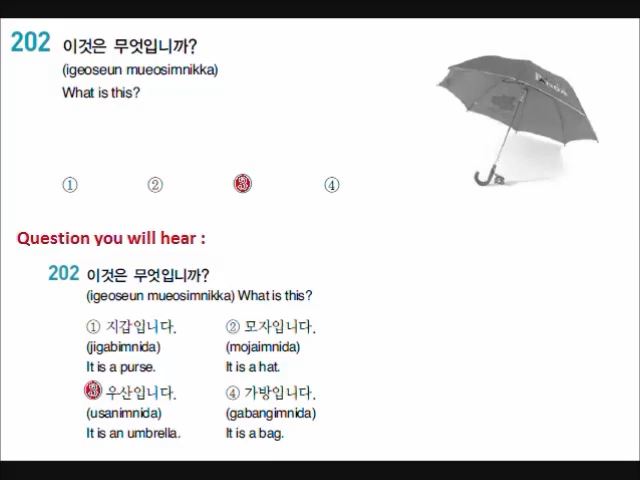 202 이것은 무엇입니까?
(igeoseun mueosimnikka)
What is this?
① ② ③ ④
Question you will hear :
202 이것은 무엇입니까?
(igeoseun mueosimnikka) What is this?
① 지갑입니다. ② 모자입니다.
(jigabimnida) (mojaimnida)
It is a purse. It is a hat.
③ 우산입니다. ④ 가방입니다.
(usanimnida) (gabangimnida)
It is an umbrella. It is a bag.